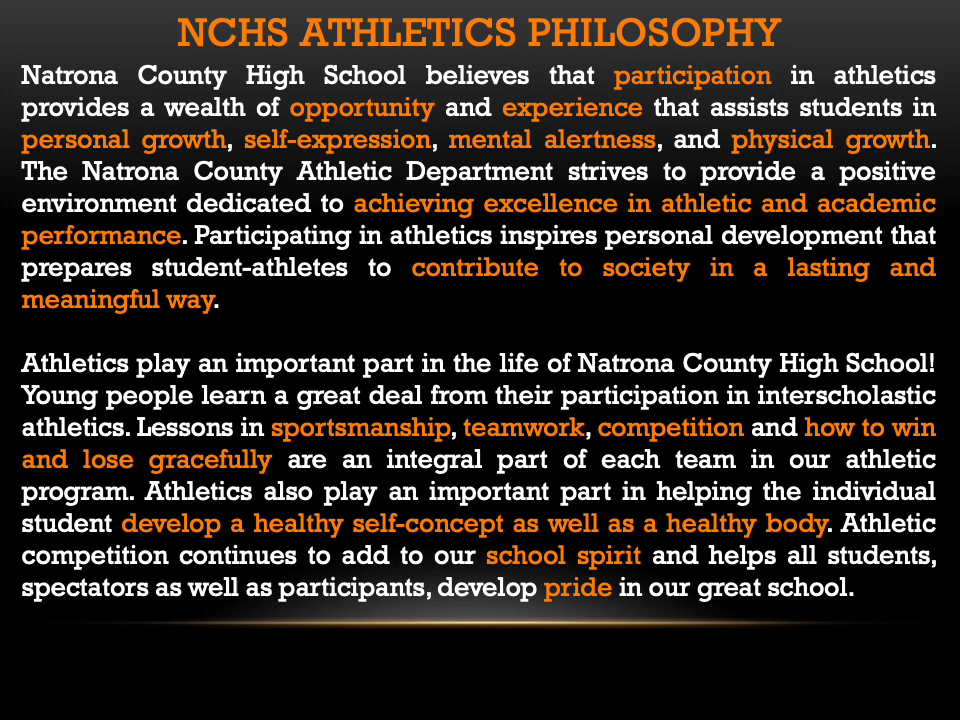 NCHS ATHLETICS PHILOSOPHY
Natrona County High School believes that participation in athletics
provides a wealth of opportunity and experience that assists students in
personal growth, self-expression, mental alertness, and physical growth.
The Natrona County Athletic Department strives to provide a positive
environment dedicated to achieving excellence in athletic and academic
performance. Participating in athletics inspires personal development that
prepares student-athletes to contribute to society in a lasting and
meaningful way.
Athletics play an important part in the life of Natrona County High School!
Young people learn a great deal from their participation in interscholastic
athletics. Lessons in sportsmanship, teamwork, competition and how to win
and lose gracefully are an integral part of each team in our athletic
program. Athletics also play an important part in helping the individual
student develop a healthy self-concept as well as a healthy body. Athletic
competition continues to add to our school spirit and helps all students,
spectators as well as participants, develop pride in our great school.